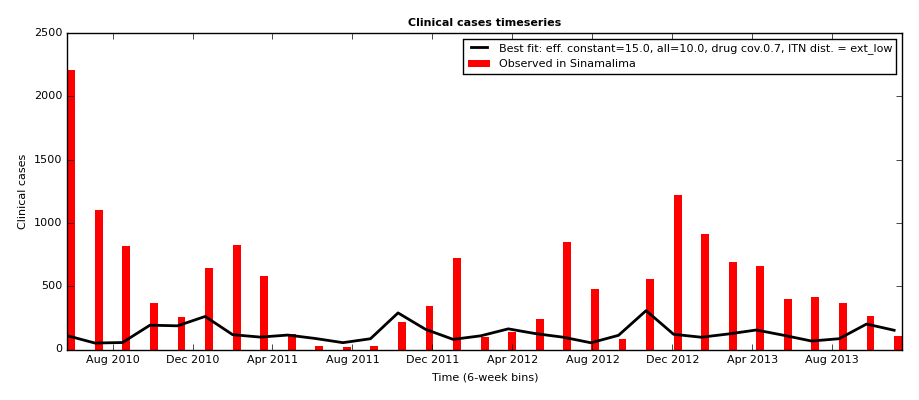 Clinical cases timeseries
Best fit: eff. constant=15.0, all=10.0, drug cov.0.7, ITN dist. = ext_low
Observed in Sinamalima
Clinical cases
2500
2000
1500
1000
500
0
Aug 2010 Dec 2010 Apr 2011 Aug 2011 Dec 2011 Apr 2012 Aug 2012 Dec 2012 Apr 2013 Aug 2013
Time (6-week bins)